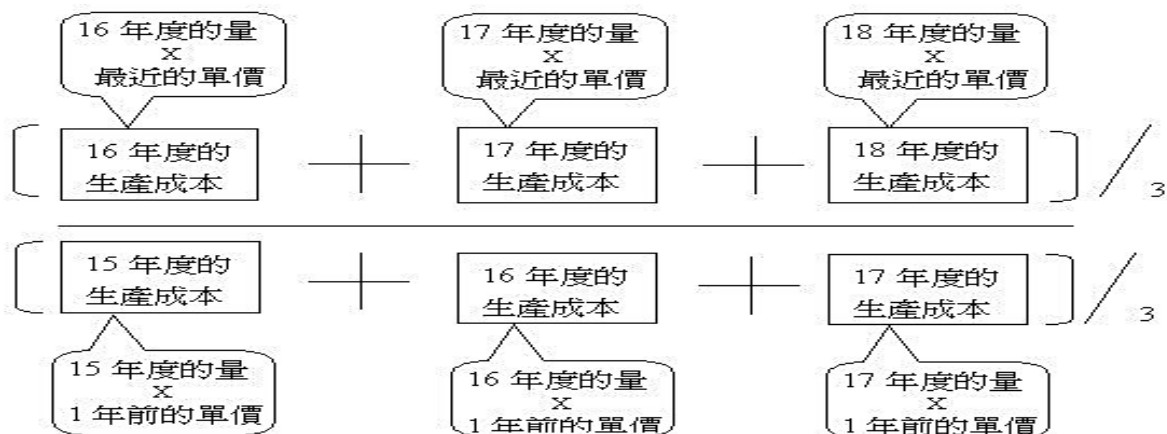 16 年度的量
x
最近的單價
17 年度的量
x
最近的單價
18 年度的量
x
最近的單價
16 年度的
生產成本
17 年度的
生產成本
18 年度的
生產成本
3
15 年度的
生產成本
16 年度的
生產成本
17 年度的
生產成本
3
15 年度的量
x
1 年前的單價
16 年度的量
x
1 年前的單價
17 年度的量
x
1 年前的單價